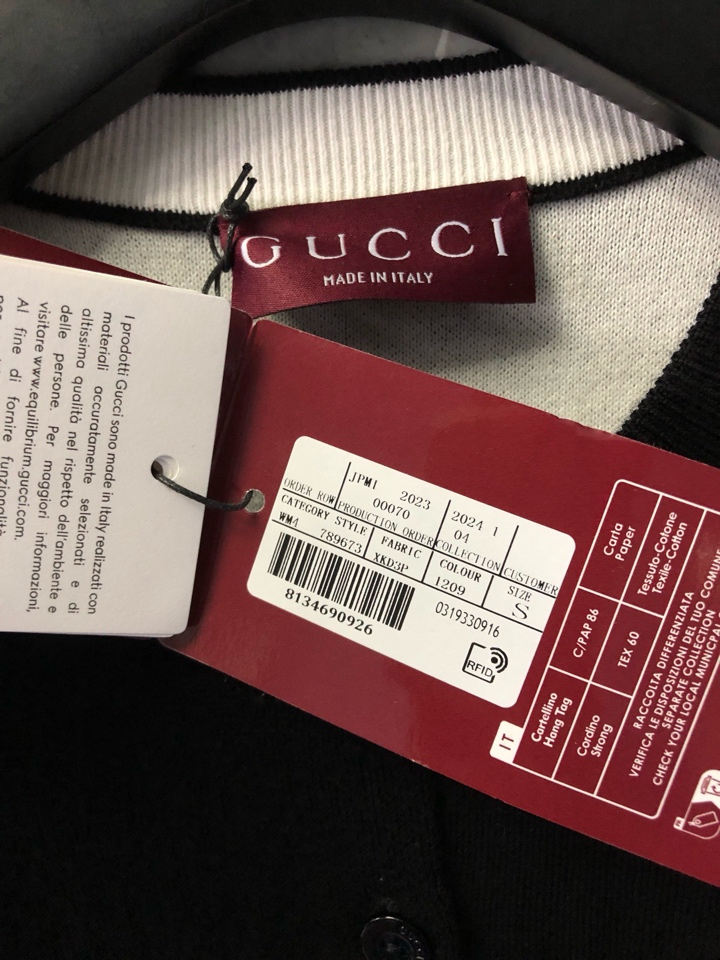 GUCCI
MADE IN ITALY
I prodotti Gucci sono made in Italy realizzati con
materiali accuratamente selezionati e di
altissima qualità nel rispetto dell'ambiente e
delle persone. Per maggiori informazioni,
visitare www.equilibrium.gucci.com.
Al fine di fornire funzionalità
JPM1 2023 2024 1
00070 04
ORDER ROW PRODUCTION ORDER COLLECTION CUSTOMER
CATEGORY STYLE FABRIC COLOUR SIZE
WM4 789673 XKD3P 1209 S
8134690926
0319330916
RFID
IT
Carta
Paper
Tessuto-Cotone
Texile-Cotton
C/PAP 86
TEX 60
Cartellino
Hang Tag
Cordino
Strong
RACCOLTA DIFFERENZIATA
VERIFICA LE DISPOSIZIONI DEL TUO COMUNE
SEPARATE COLLECTION
CHECK YOUR LOCAL MUNICIPAL